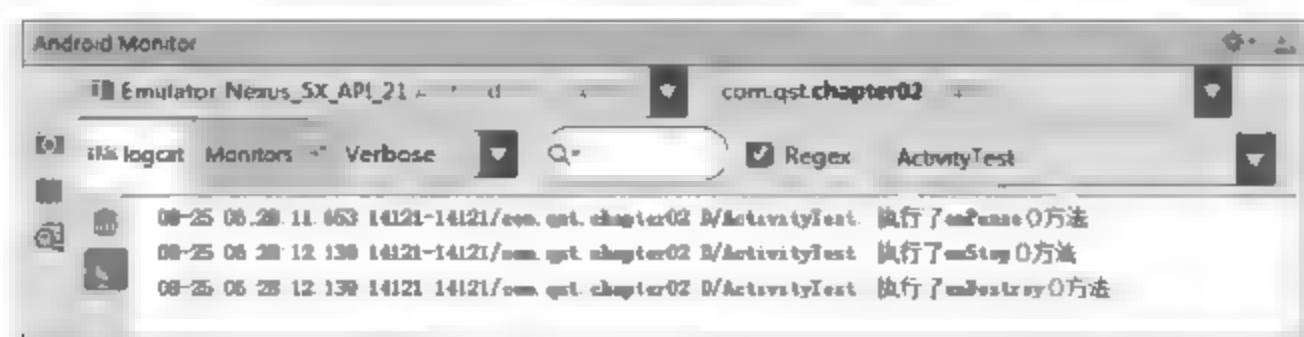 Android Monitor
Emulator Nexus_5X_API_21
com.qst.chapter02
logcat Monitors Verbose Regex ActivityTest
08-25 06:28:11.653 14121-14121/com.qst.chapter02 D/ActivityTest: 执行了onPause()方法
08-25 06:28:12.139 14121-14121/com.qst.chapter02 D/ActivityTest: 执行了onStop()方法
08-25 06:28:12.139 14121-14121/com.qst.chapter02 D/ActivityTest: 执行了onDestroy()方法